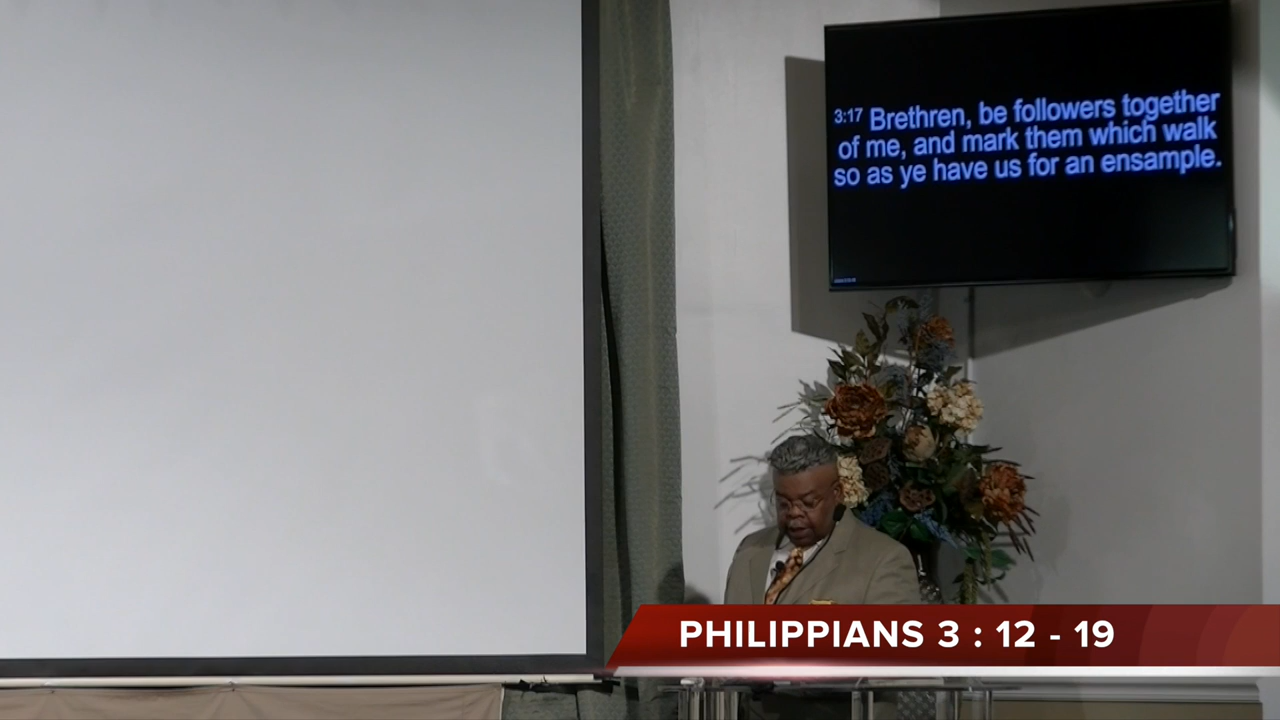 3:17 Brethren, be followers together
of me, and mark them which walk
so as ye have us for an ensample.
PHILIPPIANS 3 : 12 - 19